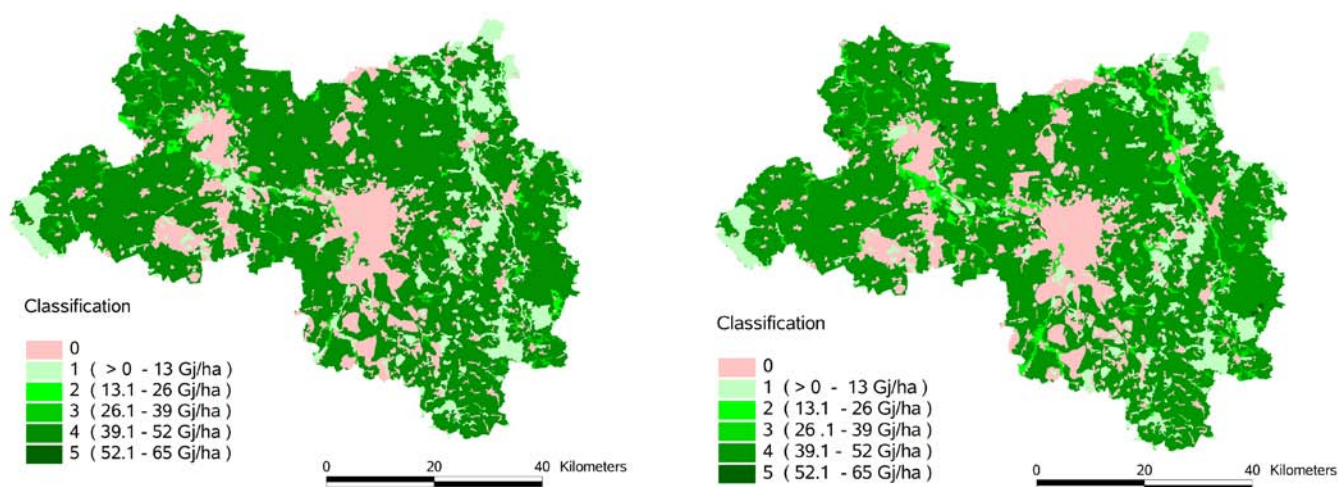 Classification
0
1 ( > 0 - 13 Gj/ha )
2 ( 13.1 - 26 Gj/ha )
3 ( 26.1 - 39 Gj/ha )
4 ( 39.1 - 52 Gj/ha )
5 ( 52.1 - 65 Gj/ha )
0 20 40 Kilometers
Classification
0
1 ( > 0 - 13 Gj/ha )
2 ( 13.1 - 26 Gj/ha )
3 ( 26 .1 - 39 Gj/ha )
4 ( 39.1 - 52 Gj/ha )
5 ( 52.1 - 65 Gj/ha )
0 20 40 Kilometers